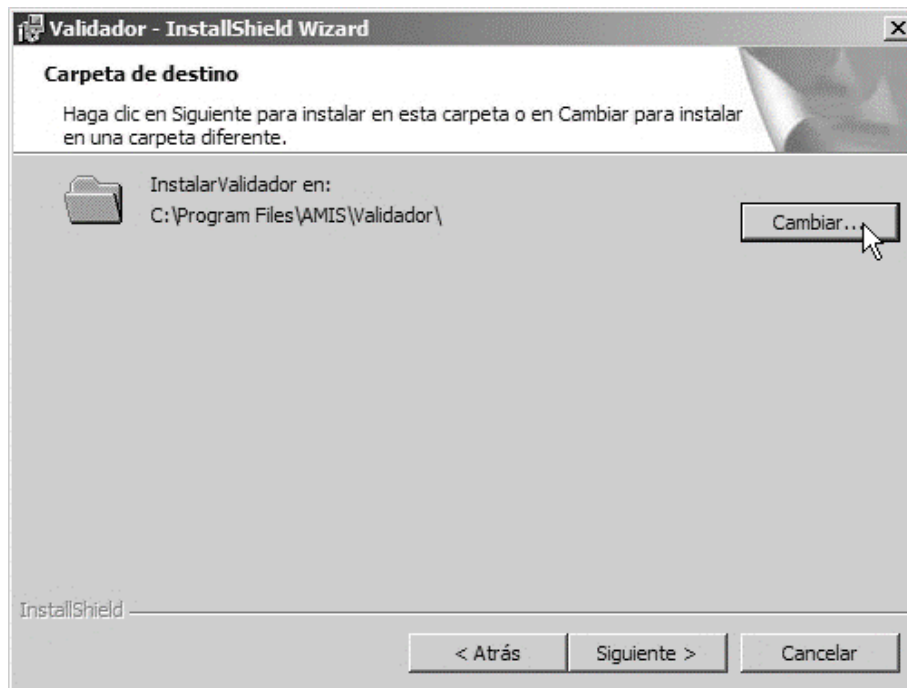 Validador - InstallShield Wizard
Carpeta de destino
Haga clic en Siguiente para instalar en esta carpeta o en Cambiar para instalar
en una carpeta diferente.
InstalarValidador en:
C:\Program Files\AMIS\Validador\
Cambiar...
InstallShield
< Atrás
Siguiente >
Cancelar